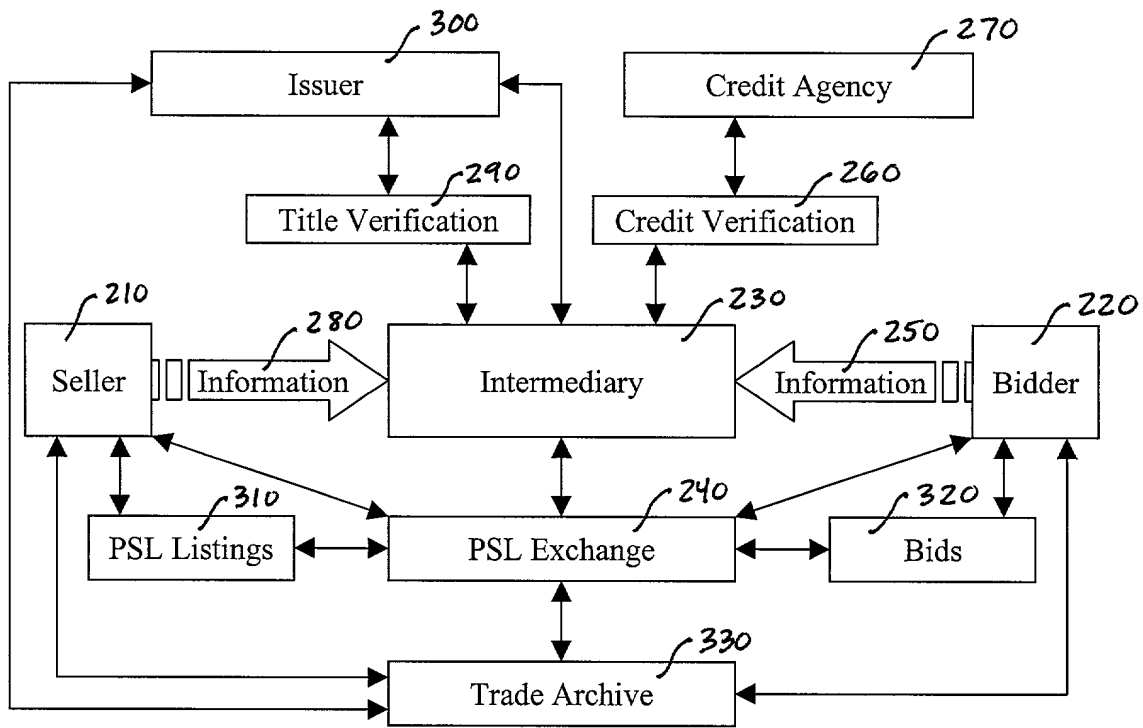 300
270
Issuer
Credit Agency
290
260
Title Verification
Credit Verification
210
230
220
280
250
Seller
Information
Intermediary
Information
Bidder
310
240
320
PSL Listings
PSL Exchange
Bids
330
Trade Archive